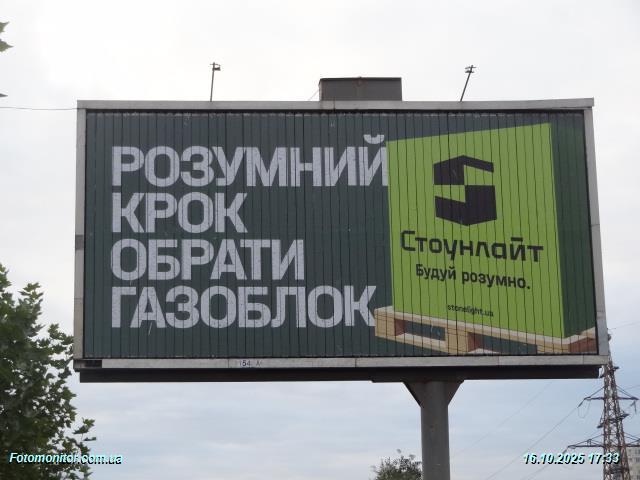 РОЗУМНИЙ
КРОК
ОБРАТИ
ГАЗОБЛОК
Стоунлайт
Будуй розумно.
stonelight.ua
Fotomonitor.com.ua
16.10.2025 17:33